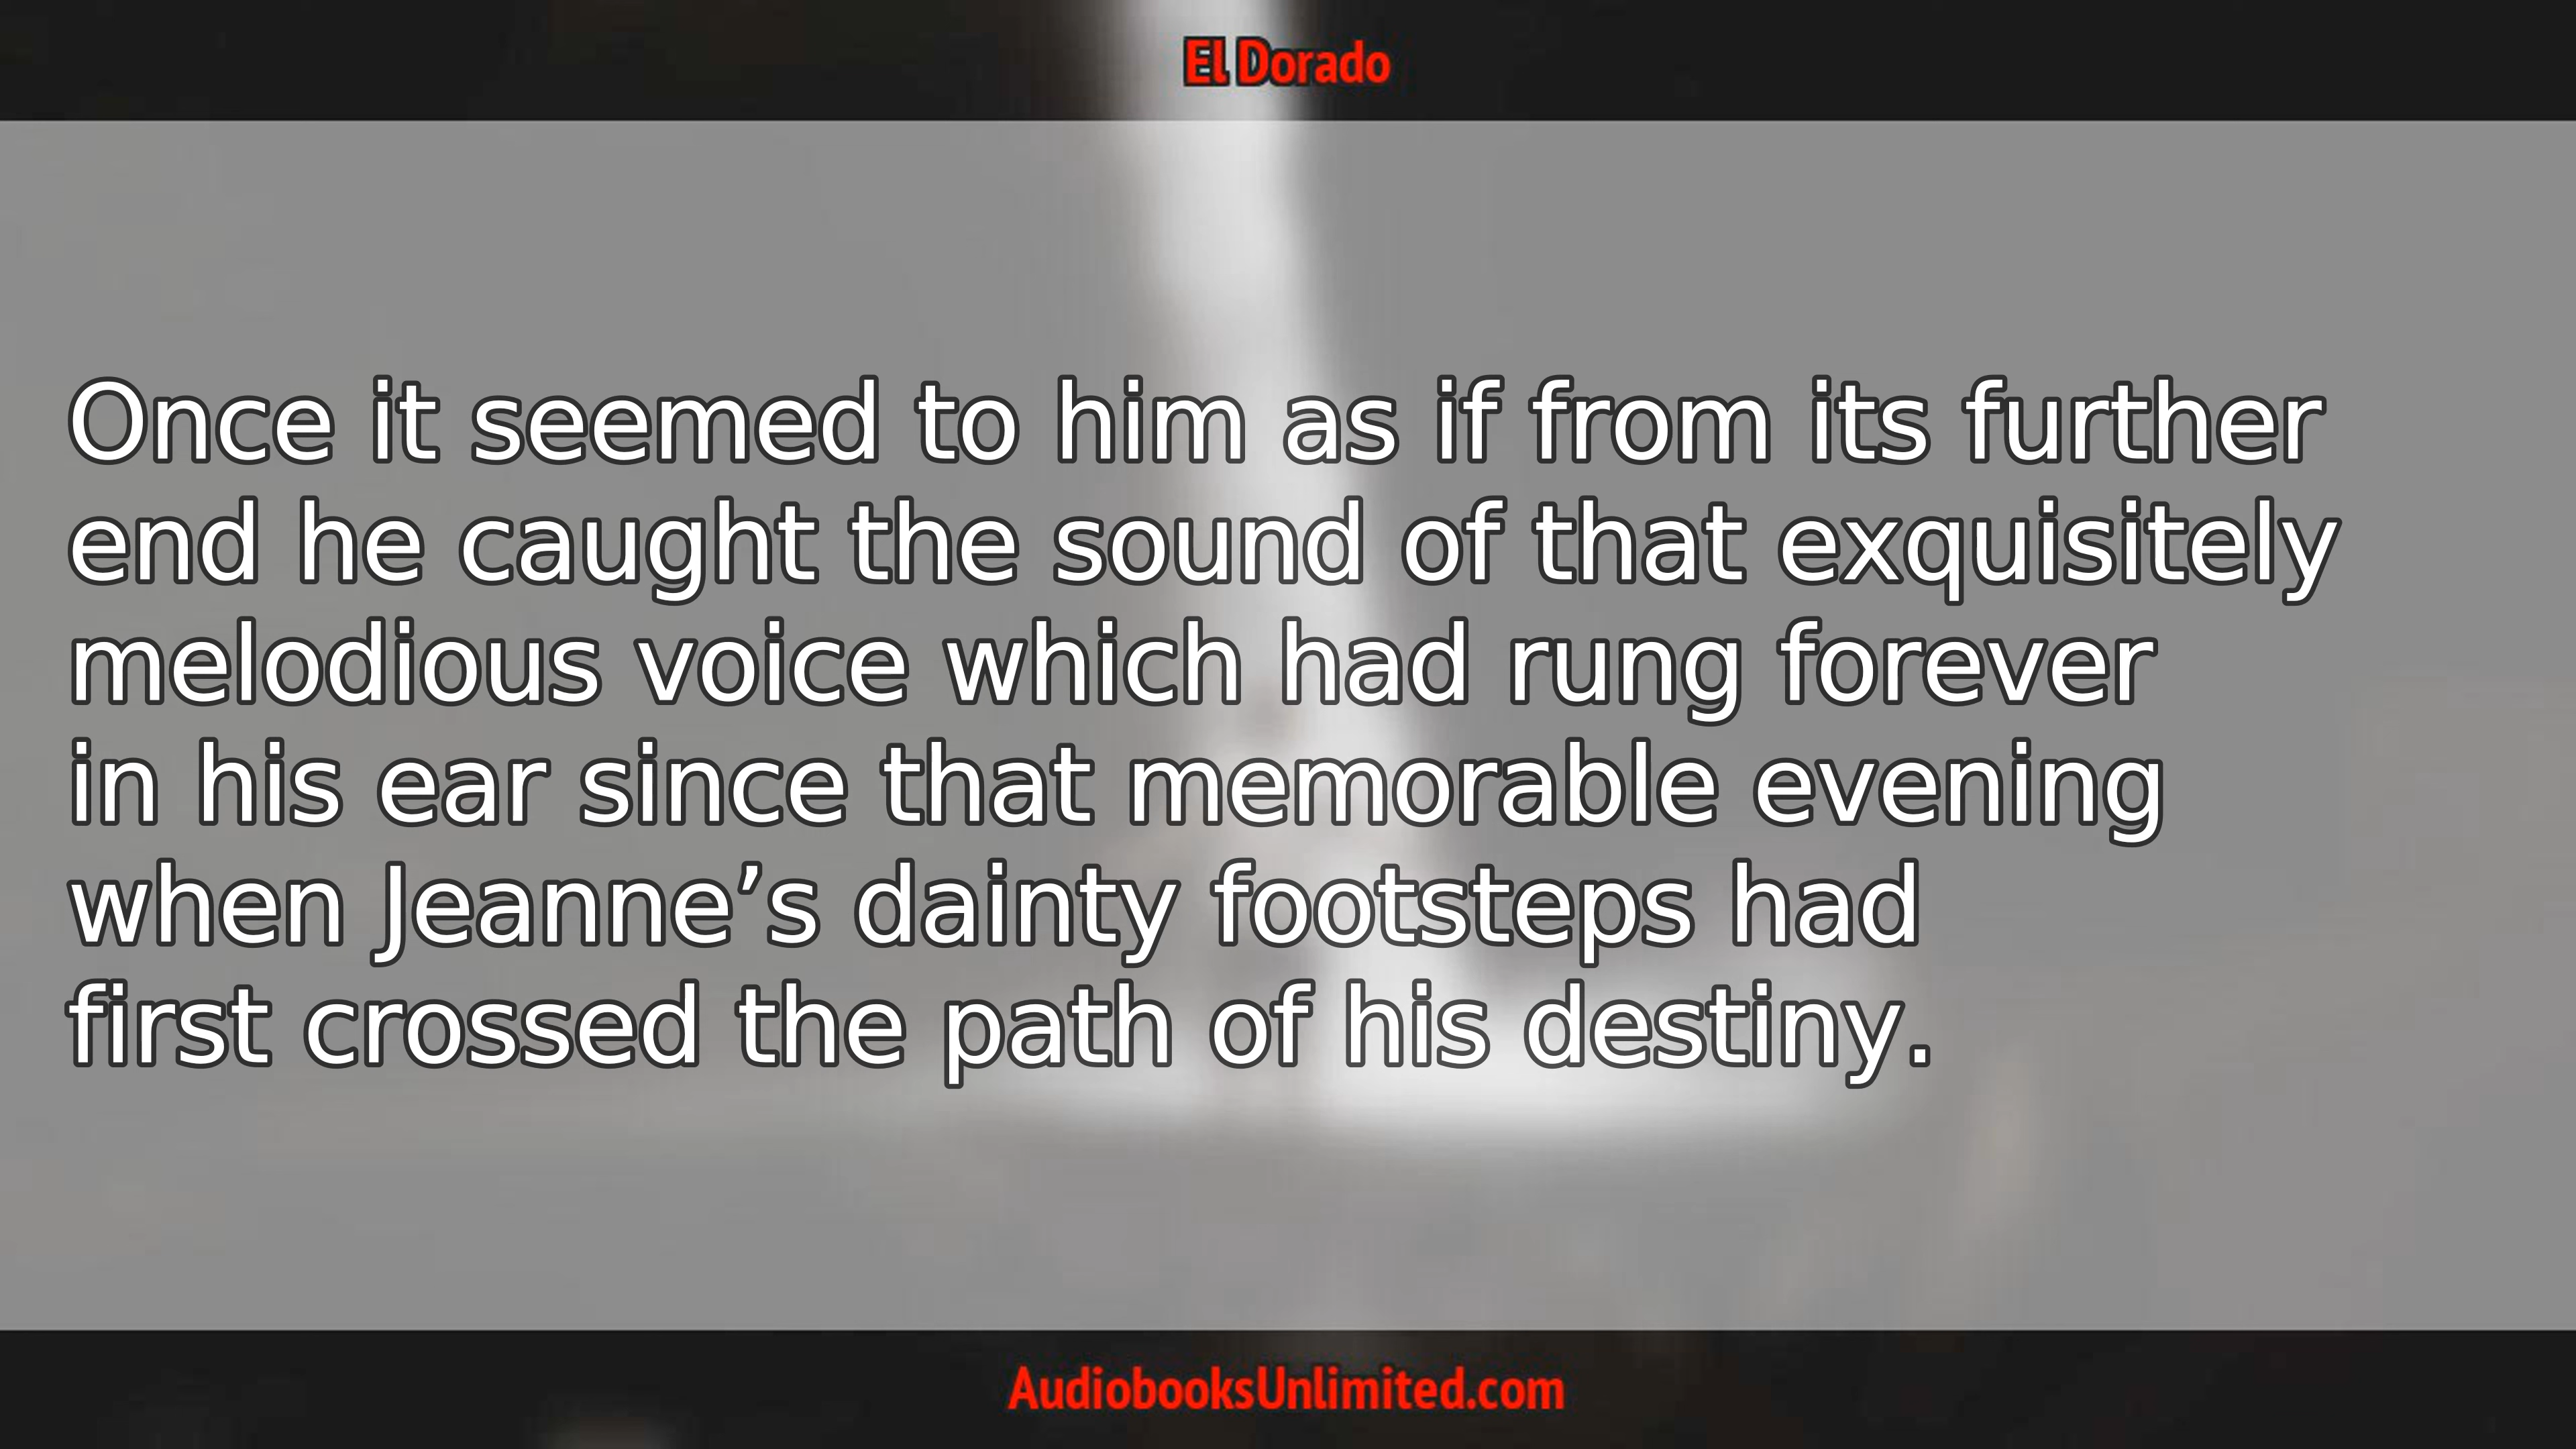 El Dorado
Once it seemed to him as if from its further
end he caught the sound of that exquisitely
melodious voice which had rung forever
in his ear since that memorable evening
when Jeanne’s dainty footsteps had
first crossed the path of his destiny.
AudiobooksUnlimited.com